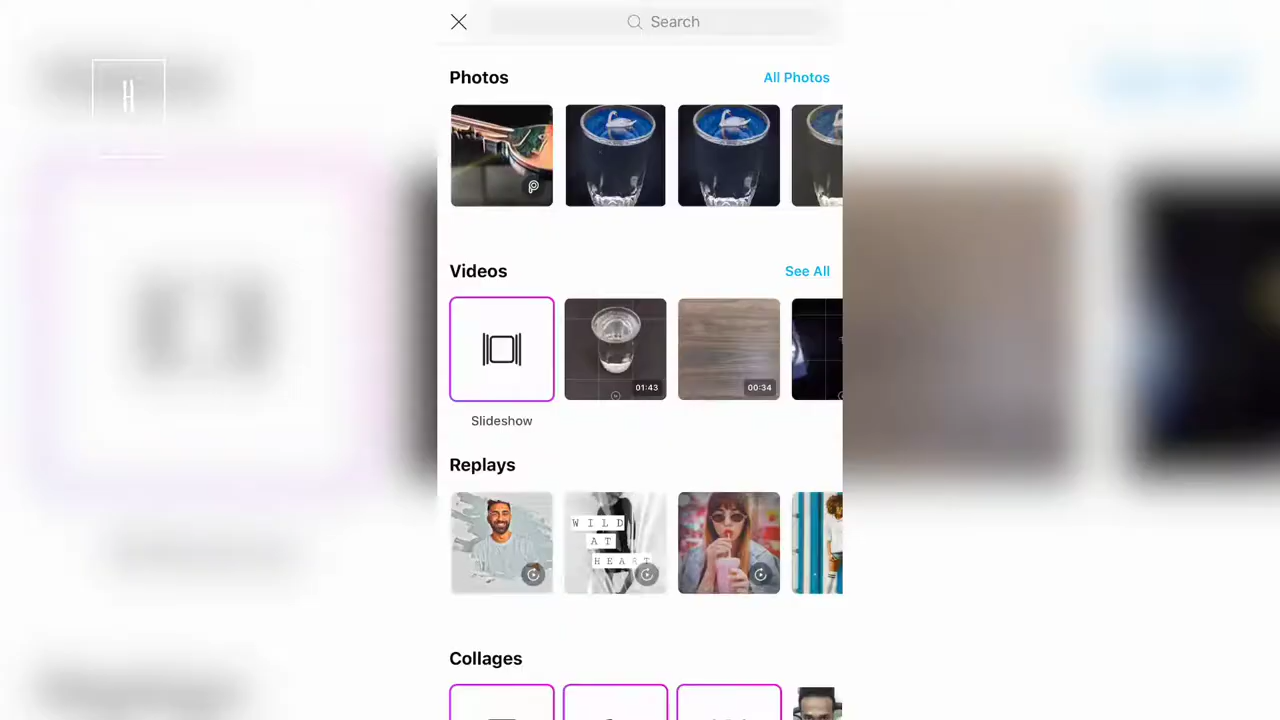 Search
H
Photos
All Photos
Videos
See All
01:43
00:34
Slideshow
Replays
WILD
AT
HEART
Collages